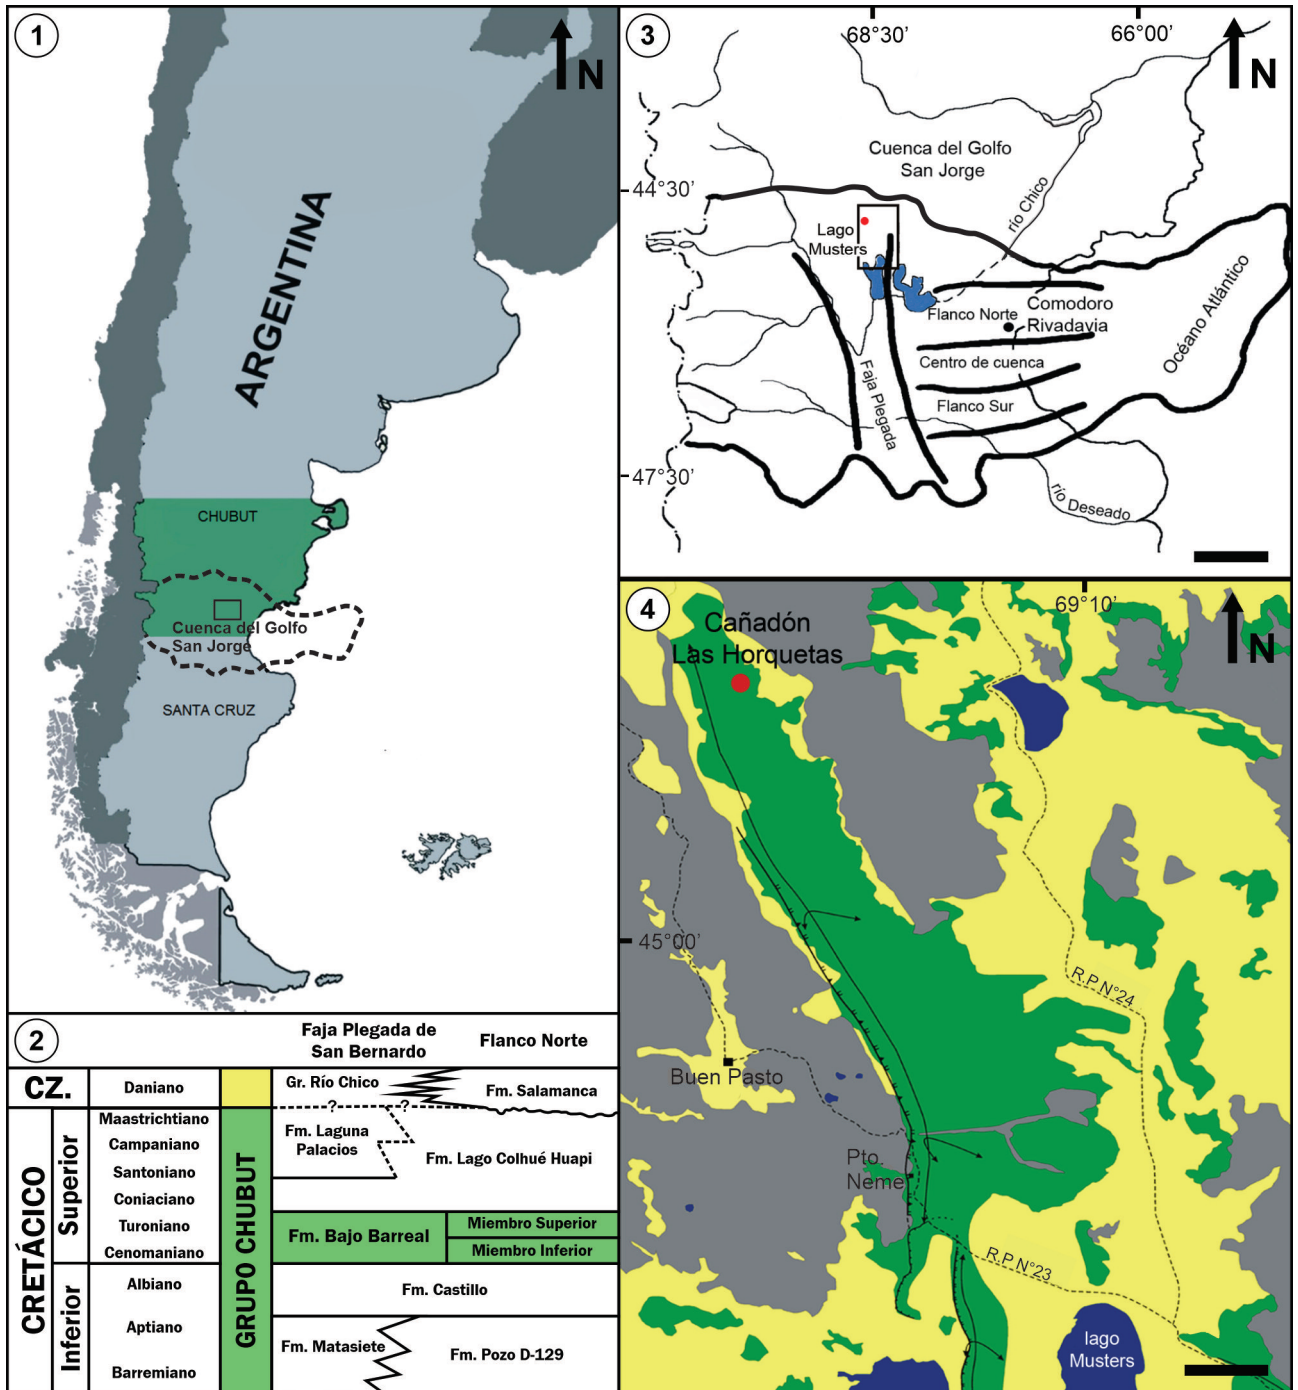 1
N
ARGENTINA
CHUBUT
Cuenca del Golfo
San Jorge
SANTA CRUZ
2
Faja Plegada de
San Bernardo
Flanco Norte
CZ.
Daniano
Gr. Río Chico
Fm. Salamanca
?
?
CRETÁCICO
Superior
Inferior
Maastrichtiano
Campaniano
Santoniano
Coniaciano
Turoniano
Cenomaniano
Albiano
Aptiano
Barremiano
GRUPO CHUBUT
Fm. Laguna
Palacios
Fm. Lago Colhué Huapi
Fm. Bajo Barreal
Miembro Superior
Miembro Inferior
Fm. Castillo
Fm. Matasiete
Fm. Pozo D-129
3
68°30'
66°00'
N
Cuenca del Golfo
San Jorge
44°30'
río Chico
Lago
Musters
Océano Atlántico
Flanco Norte
Comodoro
Rivadavia
Centro de cuenca
Faja Plegada
Flanco Sur
47°30'
río Deseado
4
69°10'
N
Cañadón
Las Horquetas
45°00'
R.P N°24
Buen Pasto
Pto.
Neme
R.P N°23
lago
Musters